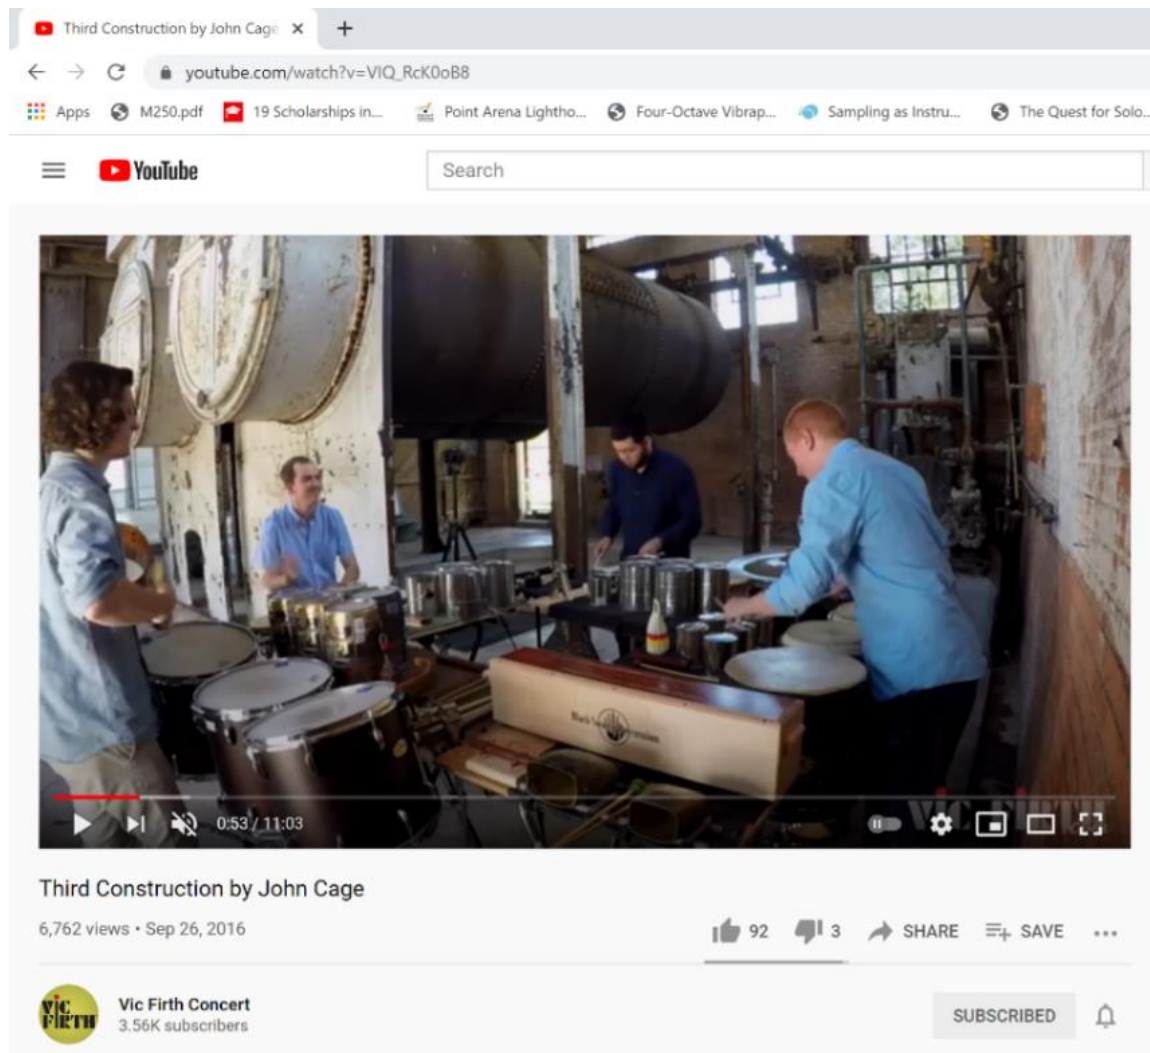 Third Construction by John Cage
youtube.com/watch?v=VIQ_RcK0oB8
Apps M250.pdf 19 Scholarships in... Point Arena Lightho... Four-Octave Vibrap... Sampling as Instru... The Quest for Solo...
YouTube Search
VIC FIRTH
0:53 / 11:03
Third Construction by John Cage
6,762 views • Sep 26, 2016 92 3 SHARE SAVE
VIC FIRTH
Vic Firth Concert
3.56K subscribers
SUBSCRIBED